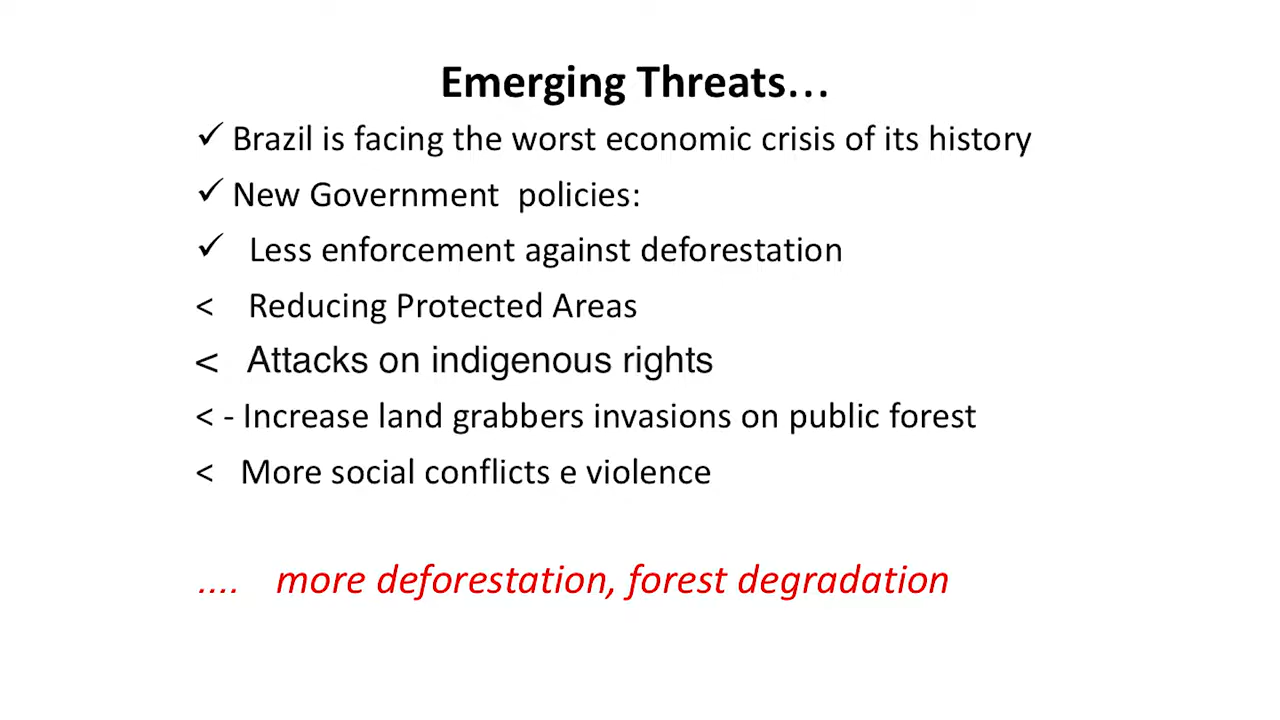 Emerging Threats...
✓ Brazil is facing the worst economic crisis of its history
✓ New Government policies:
✓ Less enforcement against deforestation
< Reducing Protected Areas
< Attacks on indigenous rights
< - Increase land grabbers invasions on public forest
< More social conflicts e violence
.... more deforestation, forest degradation